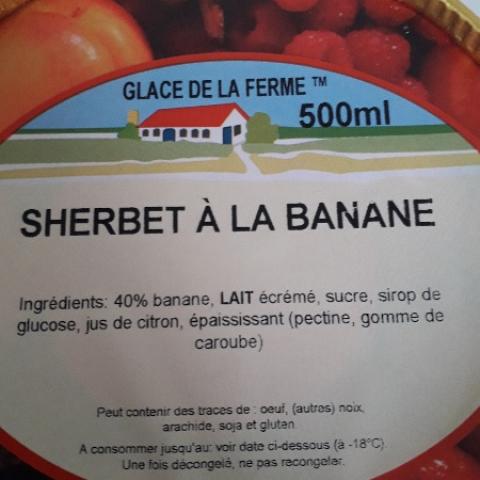 GLACE DE LA FERME ™
500ml
SHERBET À LA BANANE
Ingrédients: 40% banane, LAIT écrémé, sucre, sirop de
glucose, jus de citron, épaississant (pectine, gomme de
caroube)
Peut contenir des traces de : oeuf, (autres) noix,
arachide, soja et gluten.
A consommer jusqu'au: voir date ci-dessous (à -18°C).
Une fois décongelé, ne pas recongeler.